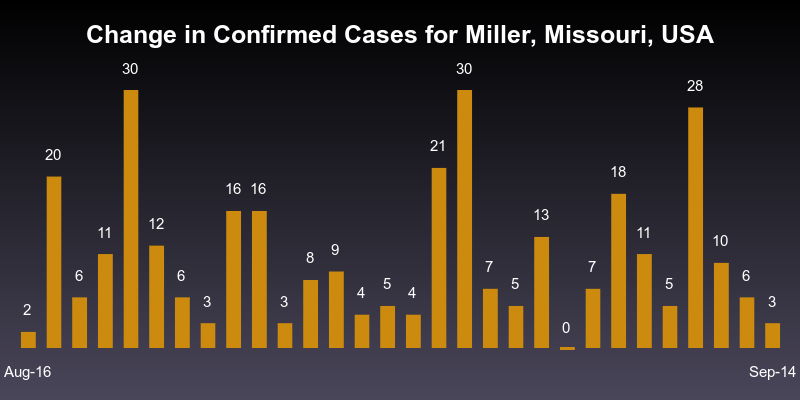 Change in Confirmed Cases for Miller, Missouri, USA
2 20 6 11 30 12 6 3 16 16 3 8 9 4 5 4 21 30 7 5 13 0 7 18 11 5 28 10 6 3
Aug-16 Sep-14